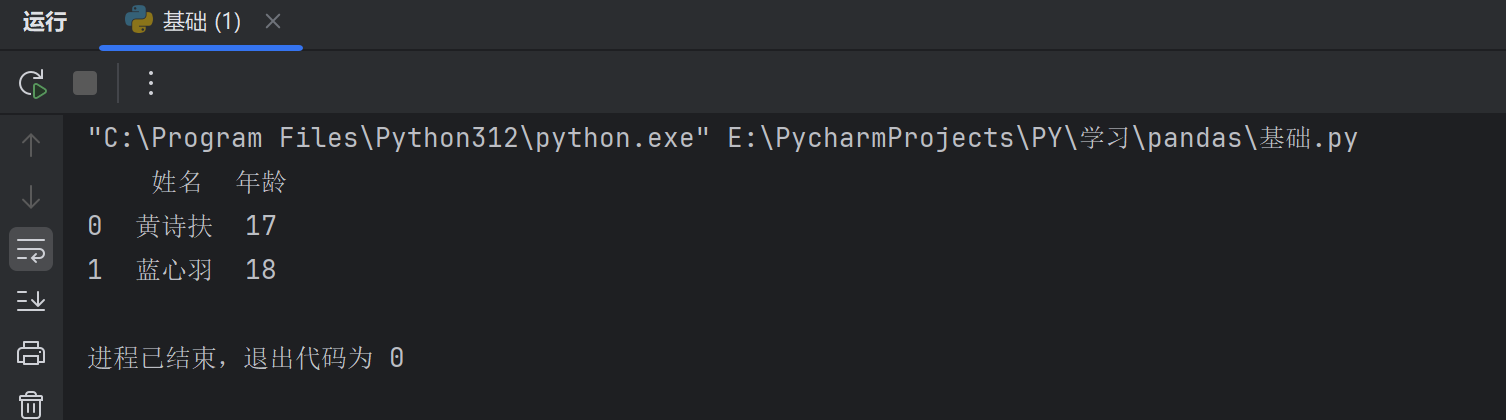 运行 基础 (1)
"C:\Program Files\Python312\python.exe" E:\PycharmProjects\PY\学习\pandas\基础.py
姓名 年龄
0 黄诗扶 17
1 蓝心羽 18
进程已结束，退出代码为 0